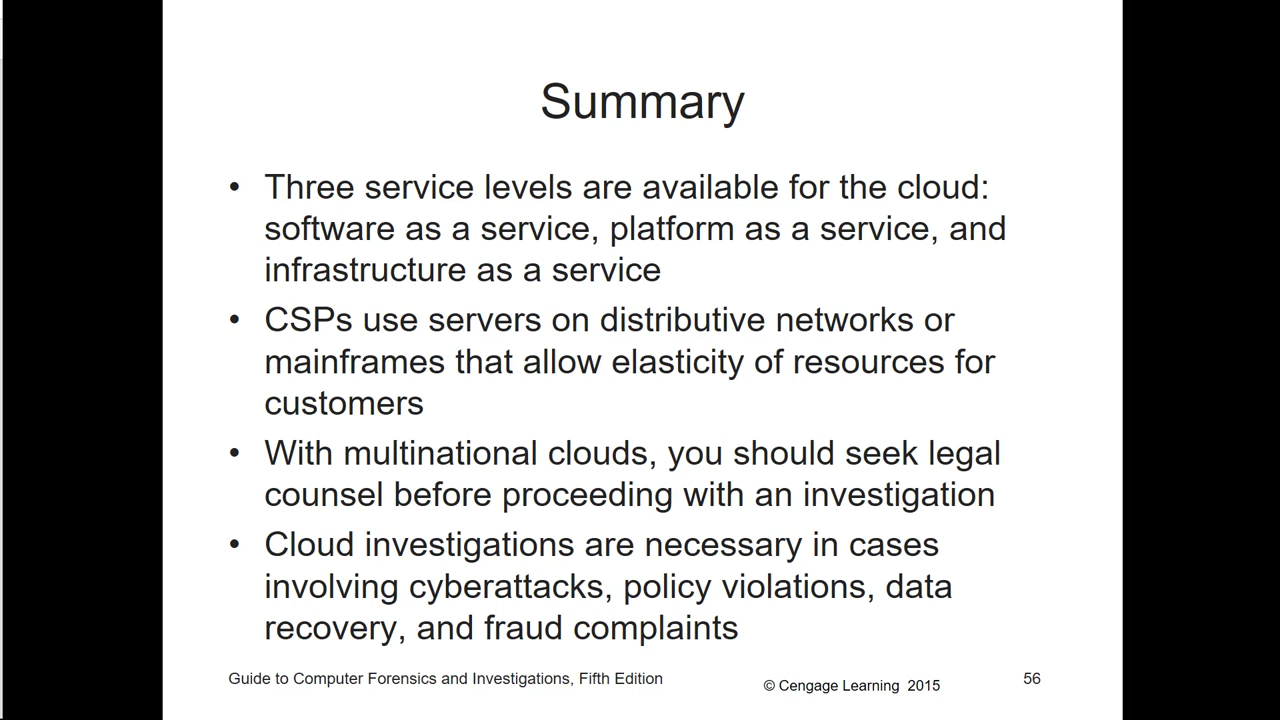 Summary
• Three service levels are available for the cloud:
software as a service, platform as a service, and
infrastructure as a service
• CSPs use servers on distributive networks or
mainframes that allow elasticity of resources for
customers
• With multinational clouds, you should seek legal
counsel before proceeding with an investigation
• Cloud investigations are necessary in cases
involving cyberattacks, policy violations, data
recovery, and fraud complaints
Guide to Computer Forensics and Investigations, Fifth Edition
© Cengage Learning 2015
56